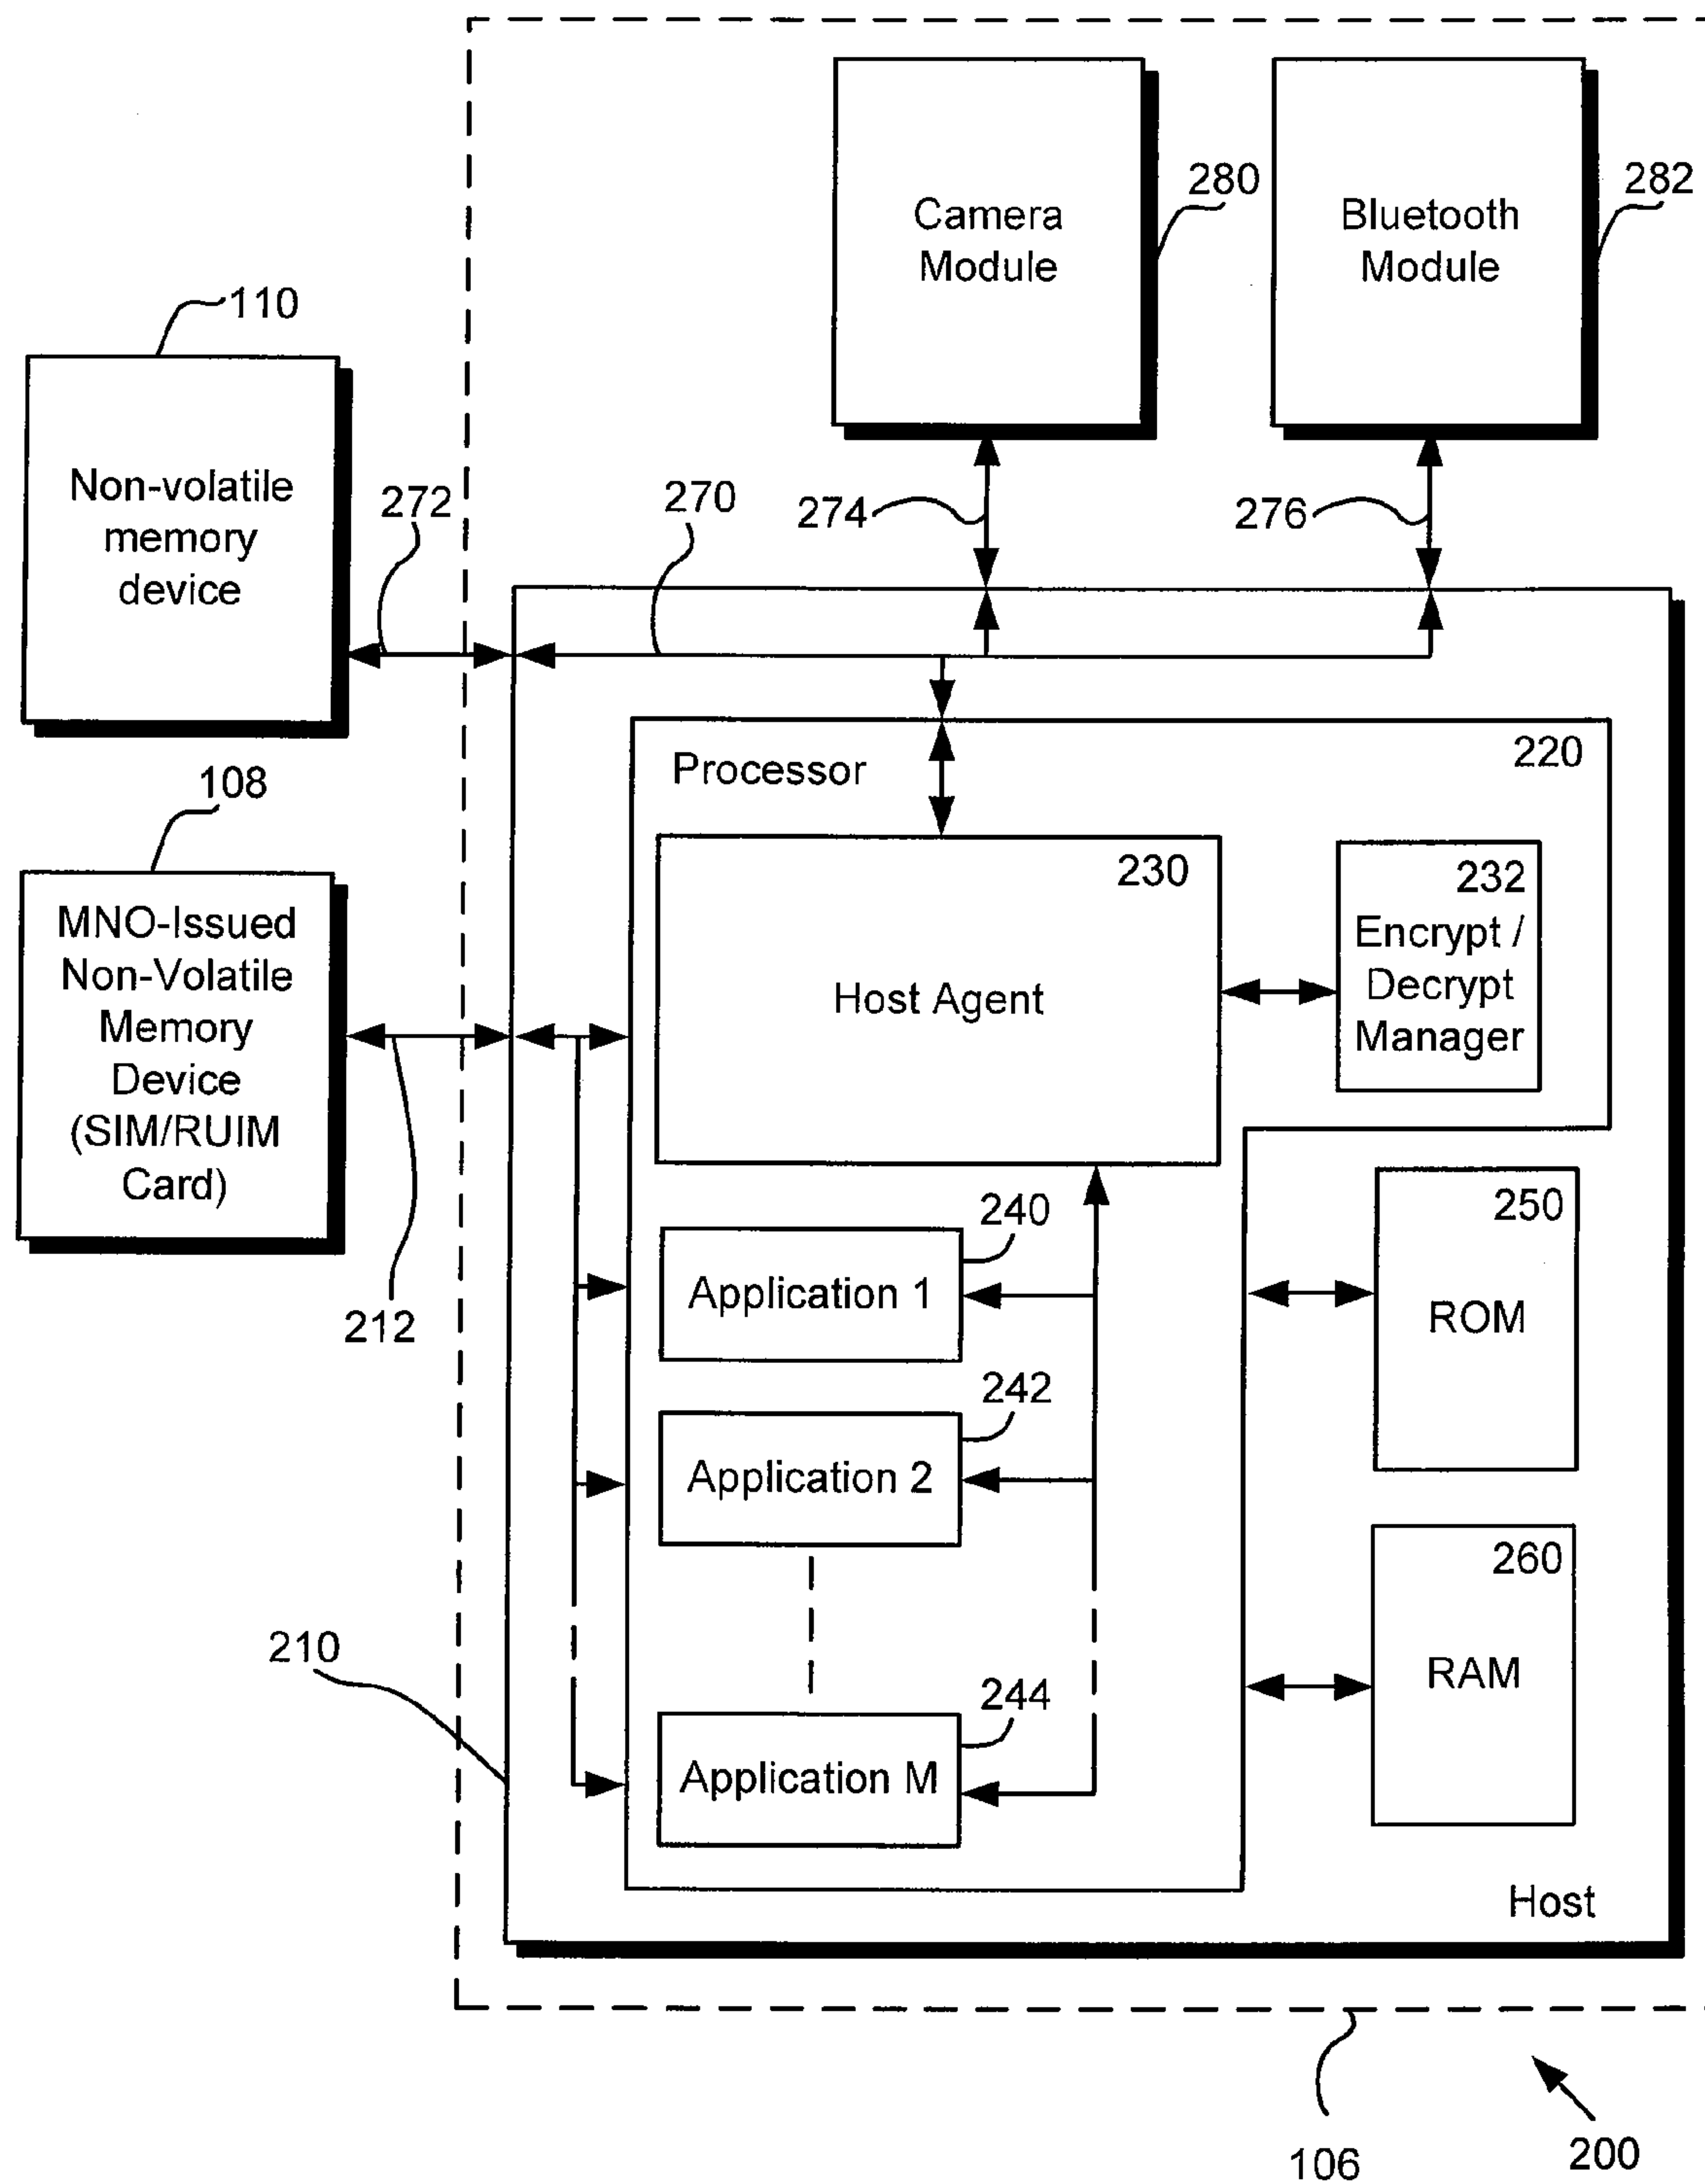 Camera
Module
280
Bluetooth
Module
282
110
Non-volatile
memory
device
272
270
274
276
108
MNO-Issued
Non-Volatile
Memory
Device
(SIM/RUIM
Card)
212
Processor
220
230
Host Agent
232
Encrypt /
Decrypt
Manager
240
Application 1
242
Application 2
244
Application M
250
ROM
260
RAM
210
Host
106
200